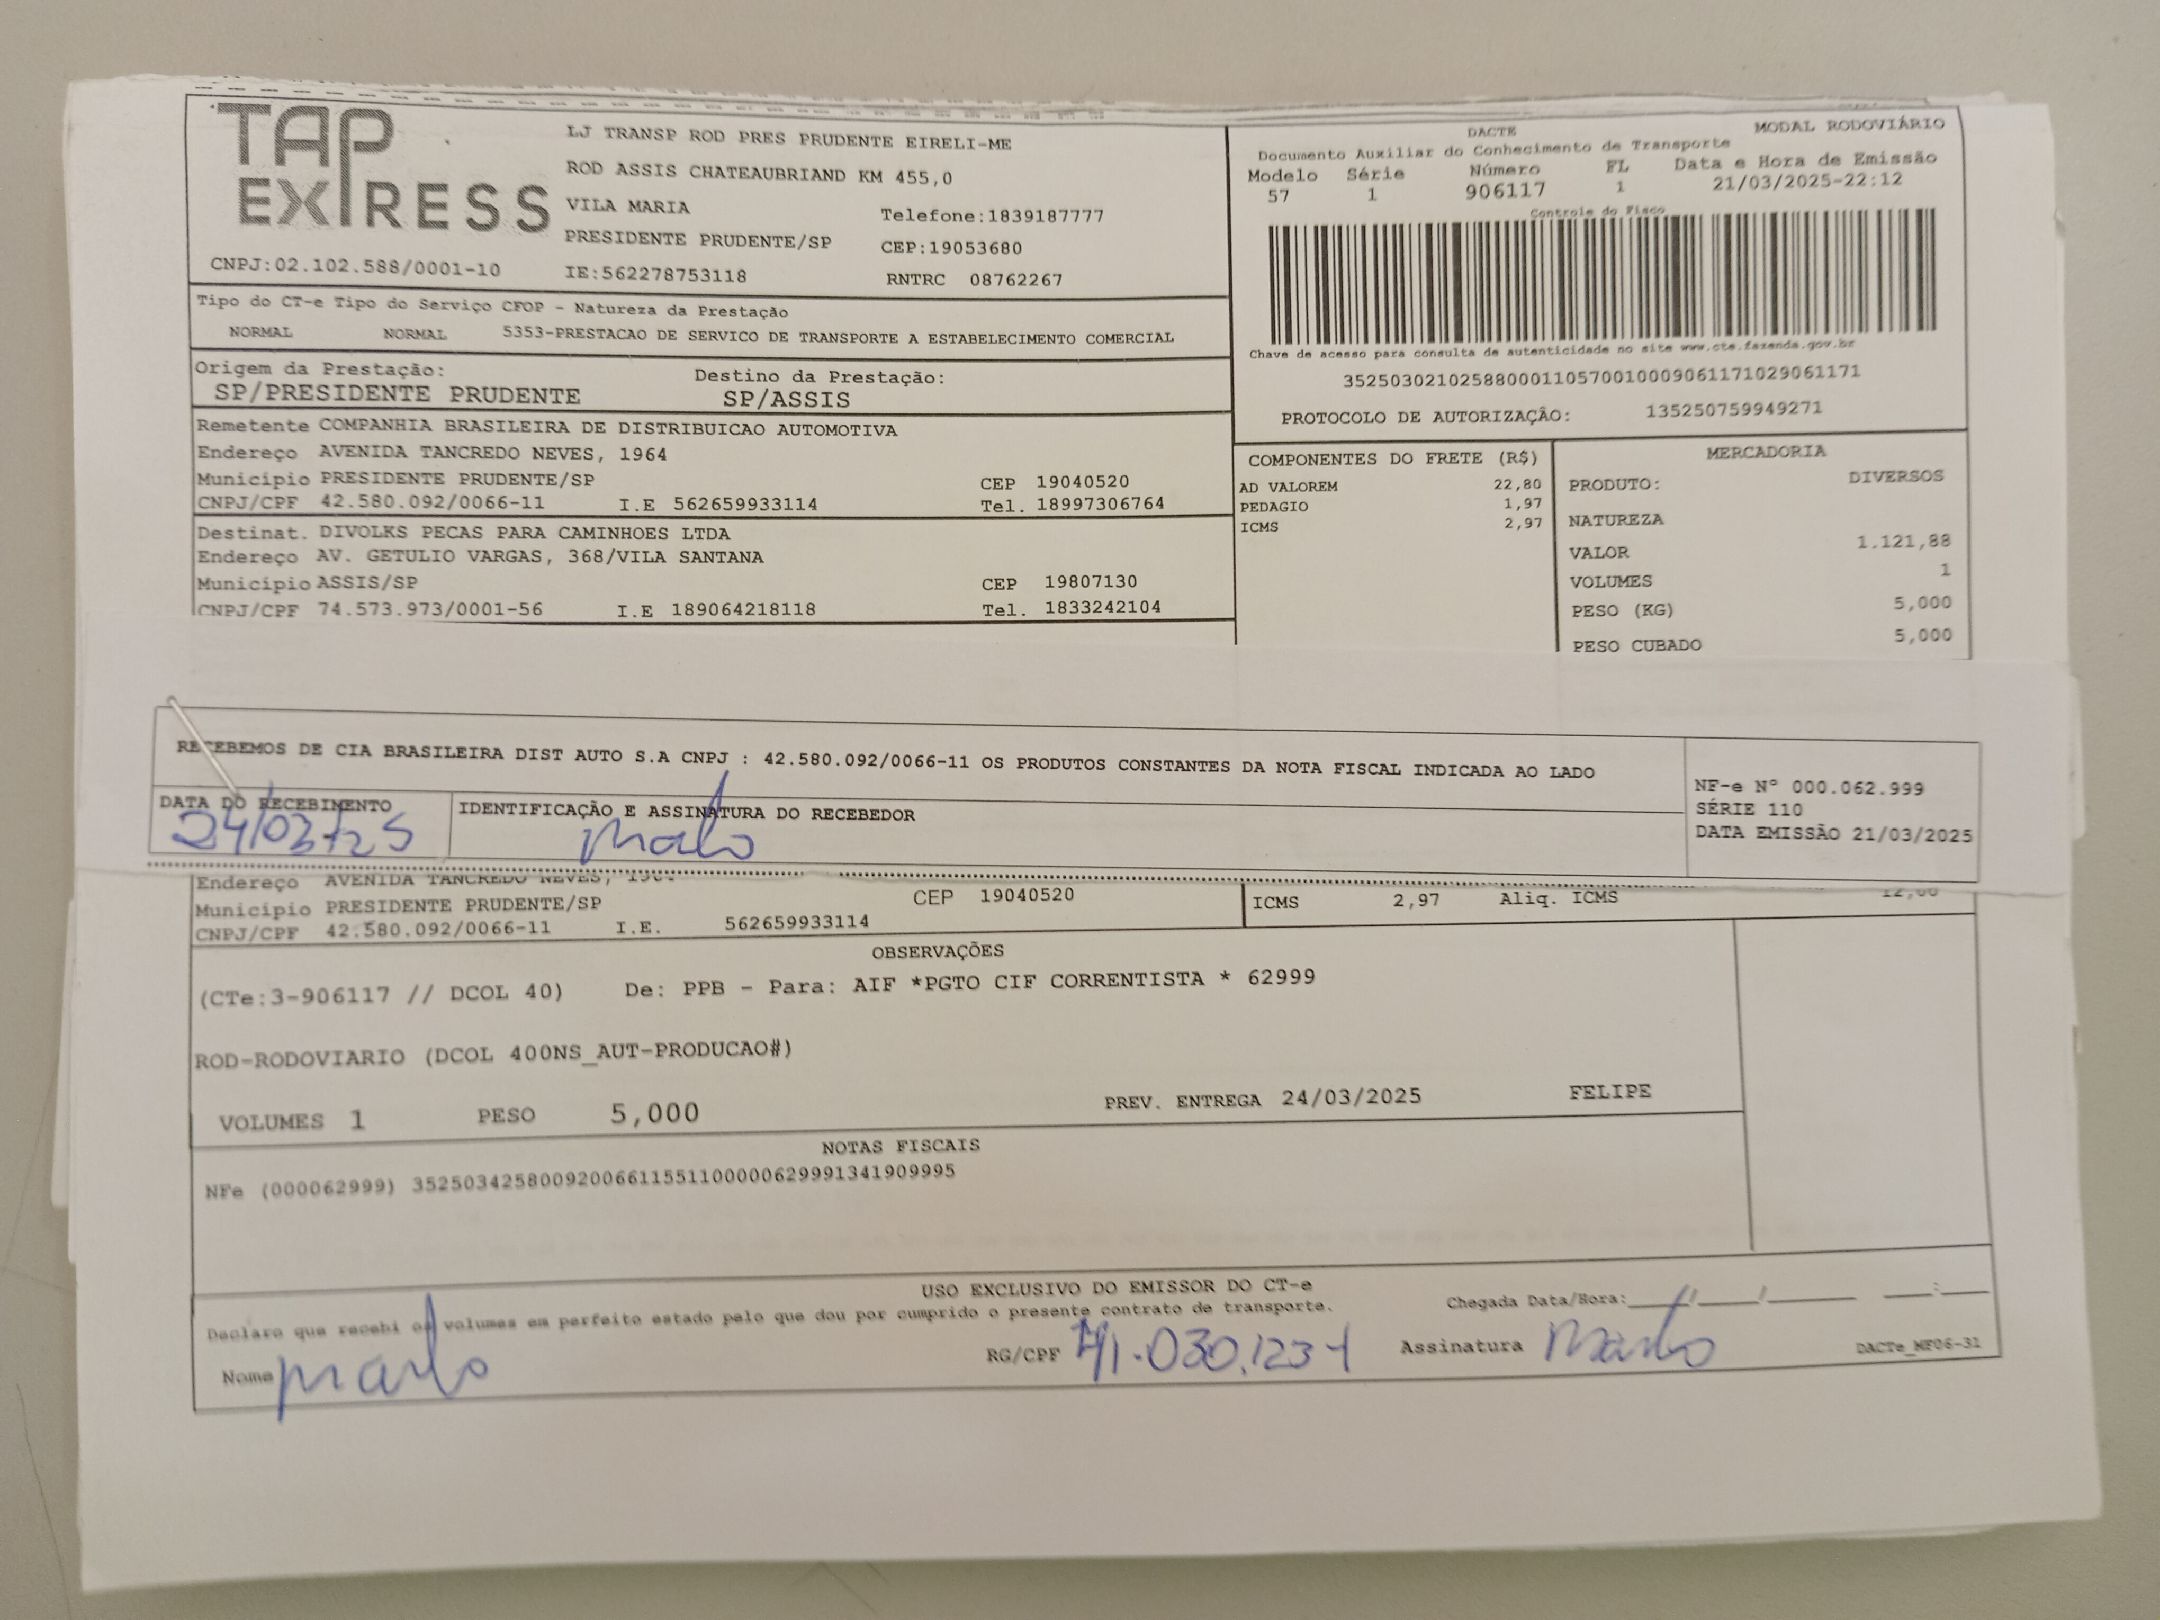 TAP EXPRESS
LJ TRANSP ROD PRES PRUDENTE EIRELI-ME
ROD ASSIS CHATEAUBRIAND KM 455,0
VILA MARIA Telefone:1839187777
PRESIDENTE PRUDENTE/SP CEP:19053680
CNPJ:02.102.588/0001-10 IE:562278753118 RNTRC 08762267
DACTE MODAL RODOVIÁRIO
Documento Auxiliar do Conhecimento de Transporte
Modelo Série Número FL Data e Hora de Emissão
57 1 906117 1 21/03/2025-22:12
Controle do Fisco
Chave de acesso para consulta de autenticidade no site www.cte.fazenda.gov.br
35250302102588000110570010009061171029061171
PROTOCOLO DE AUTORIZAÇÃO: 135250759949271
Tipo do CT-e Tipo do Serviço CFOP - Natureza da Prestação
NORMAL NORMAL 5353-PRESTACAO DE SERVICO DE TRANSPORTE A ESTABELECIMENTO COMERCIAL
Origem da Prestação: Destino da Prestação:
SP/PRESIDENTE PRUDENTE SP/ASSIS
Remetente COMPANHIA BRASILEIRA DE DISTRIBUICAO AUTOMOTIVA
Endereço AVENIDA TANCREDO NEVES, 1964
Município PRESIDENTE PRUDENTE/SP CEP 19040520
CNPJ/CPF 42.580.092/0066-11 I.E 562659933114 Tel. 18997306764
Destinat. DIVOLKS PECAS PARA CAMINHOES LTDA
Endereço AV. GETULIO VARGAS, 368/VILA SANTANA
Município ASSIS/SP CEP 19807130
CNPJ/CPF 74.573.973/0001-56 I.E 189064218118 Tel. 1833242104
COMPONENTES DO FRETE (R$)
AD VALOREM 22,80
PEDAGIO 1,97
ICMS 2,97
MERCADORIA
PRODUTO: DIVERSOS
NATUREZA
VALOR 1.121,88
VOLUMES 1
PESO (KG) 5,000
PESO CUBADO 5,000
RECEBEMOS DE CIA BRASILEIRA DIST AUTO S.A CNPJ : 42.580.092/0066-11 OS PRODUTOS CONSTANTES DA NOTA FISCAL INDICADA AO LADO
DATA DO RECEBIMENTO IDENTIFICAÇÃO E ASSINATURA DO RECEBEDOR
24/03/25
NF-e Nº 000.062.999
SÉRIE 110
DATA EMISSÃO 21/03/2025
Endereço AVENIDA TANCREDO NEVES,
Município PRESIDENTE PRUDENTE/SP CEP 19040520
CNPJ/CPF 42.580.092/0066-11 I.E. 562659933114
ICMS 2,97 Aliq. ICMS 12,00
OBSERVAÇÕES
(CTe:3-906117 // DCOL 40) De: PPB - Para: AIF *PGTO CIF CORRENTISTA * 62999
ROD-RODOVIARIO (DCOL 400NS_AUT-PRODUCAO#)
VOLUMES 1 PESO 5,000 PREV. ENTREGA 24/03/2025 FELIPE
NOTAS FISCAIS
NFe (000062999) 35250342580092006611551100000629991341909995
USO EXCLUSIVO DO EMISSOR DO CT-e
Declaro que recebi os volumes em perfeito estado pelo que dou por cumprido o presente contrato de transporte.
Chegada Data/Hora:____/____/______ ___:___
Nome RG/CPF Assinatura DACTe_MF06-31